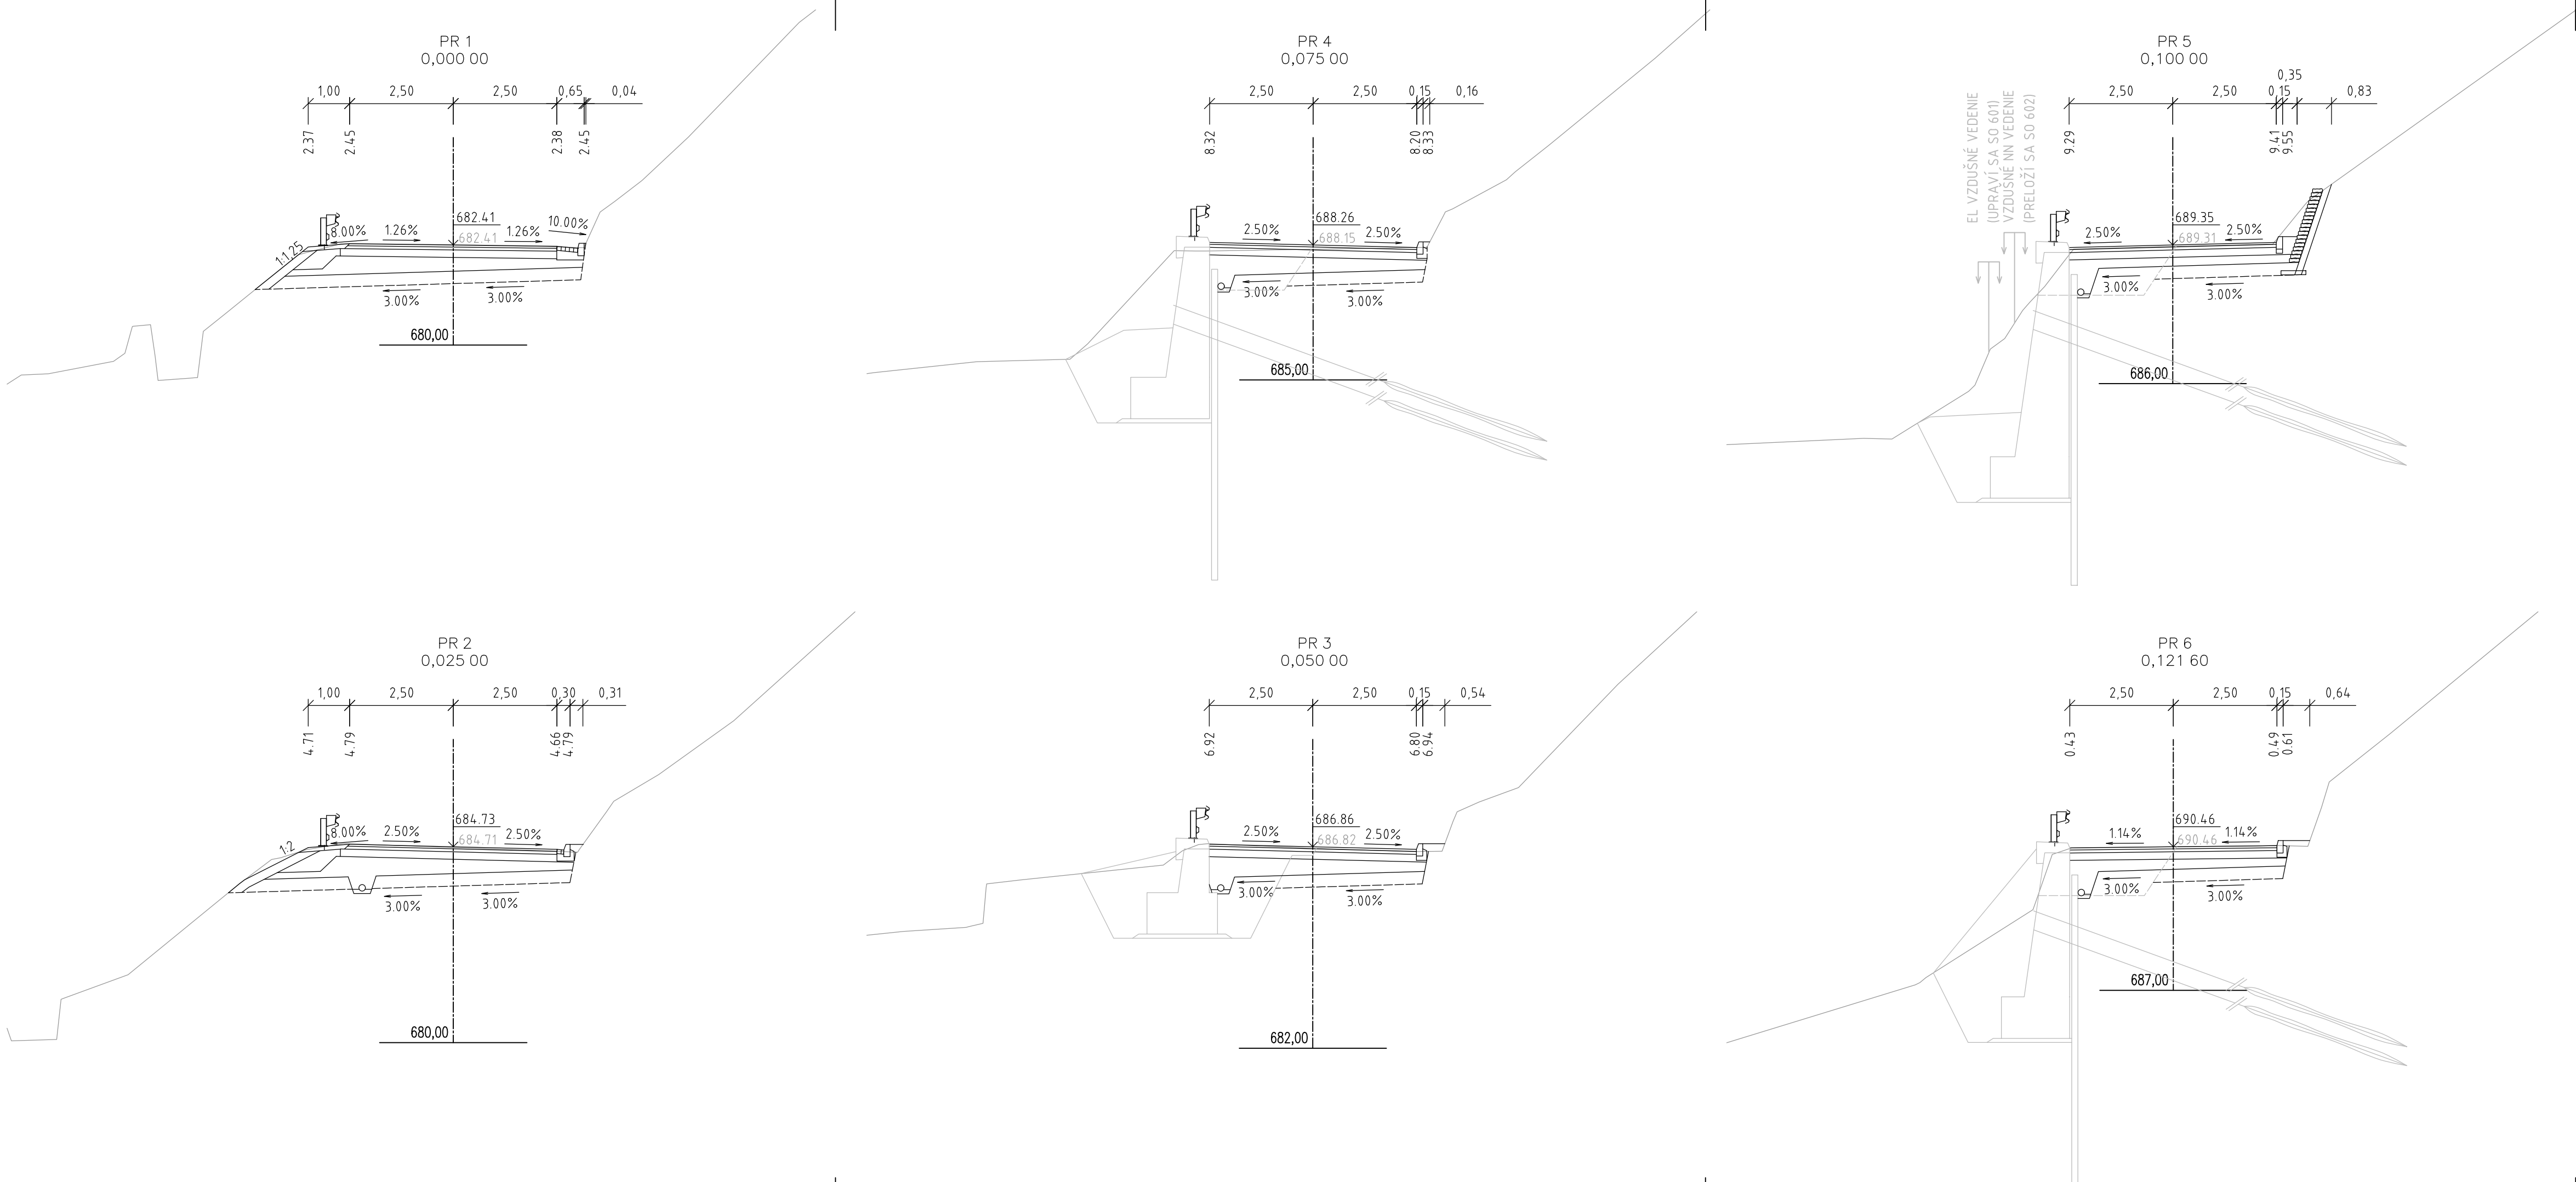 PR 1
0,000 00
1,00 2,50 2,50 0,65 0,04
2.37 2.45 2.38 2.45
1:1,25 8.00% 1.26% 682.41 682.41 1.26% 10.00%
3.00% 3.00%
680,00
PR 4
0,075 00
2,50 2,50 0,15 0,16
8.32 8.20 8.33
2.50% 688.26 688.15 2.50%
3.00% 3.00%
685,00
PR 5
0,100 00
0,35
2,50 2,50 0,15 0,83
9.29 9.41 9.55
EL VZDUŠNÉ VEDENIE
(UPRAVÍ SA SO 601)
VZDUŠNÉ NN VEDENIE
(PRELOŽÍ SA SO 602)
2.50% 689.35 689.31 2.50%
3.00% 3.00%
686,00
PR 2
0,025 00
1,00 2,50 2,50 0,30 0,31
4.71 4.79 4.66 4.79
1:2 8.00% 2.50% 684.73 684.71 2.50%
3.00% 3.00%
680,00
PR 3
0,050 00
2,50 2,50 0,15 0,54
6.92 6.80 6.94
2.50% 686.86 686.82 2.50%
3.00% 3.00%
682,00
PR 6
0,121 60
2,50 2,50 0,15 0,64
0.43 0.49 0.61
1.14% 690.46 690.46 1.14%
3.00% 3.00%
687,00